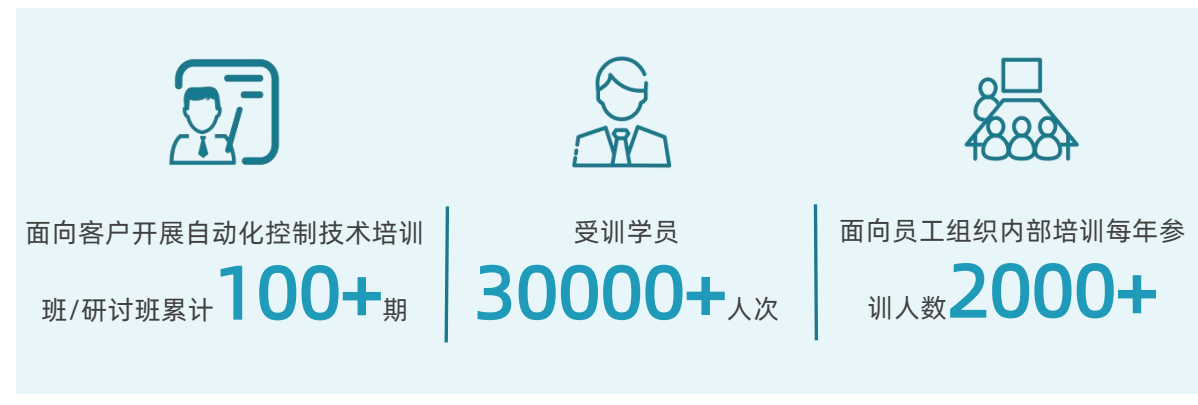 面向客户开展自动化控制技术培训
班/研讨班累计100+期
受训学员
30000+人次
面向员工组织内部培训每年参
训人数2000+